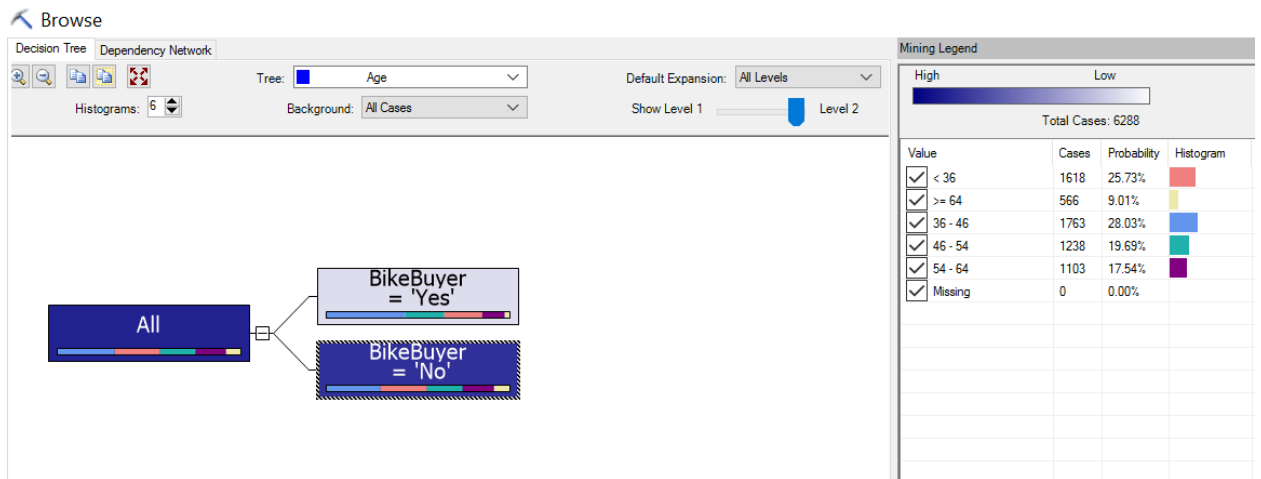 Browse
Decision Tree Dependency Network
Tree: Age Default Expansion: All Levels
Histograms: 6 Background: All Cases Show Level 1 Level 2
All
BikeBuyer
= 'Yes'
BikeBuyer
= 'No'
Mining Legend
High Low
Total Cases: 6288
Value Cases Probability Histogram
< 36 1618 25.73%
>= 64 566 9.01%
36 - 46 1763 28.03%
46 - 54 1238 19.69%
54 - 64 1103 17.54%
Missing 0 0.00%